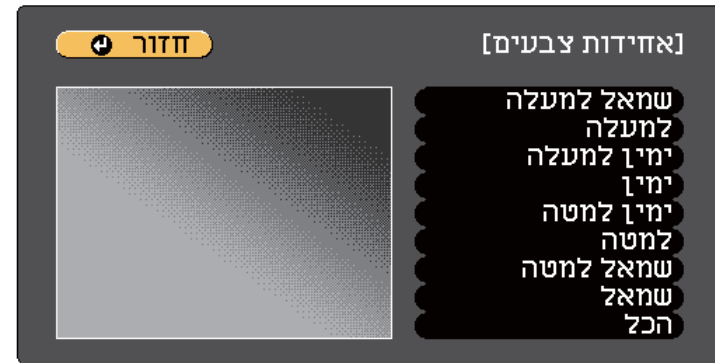 [אחידות צבעים]
חזור
שמאל למעלה
למעלה
ימין למעלה
ימין
ימין למטה
למטה
שמאל למטה
שמאל
הכל